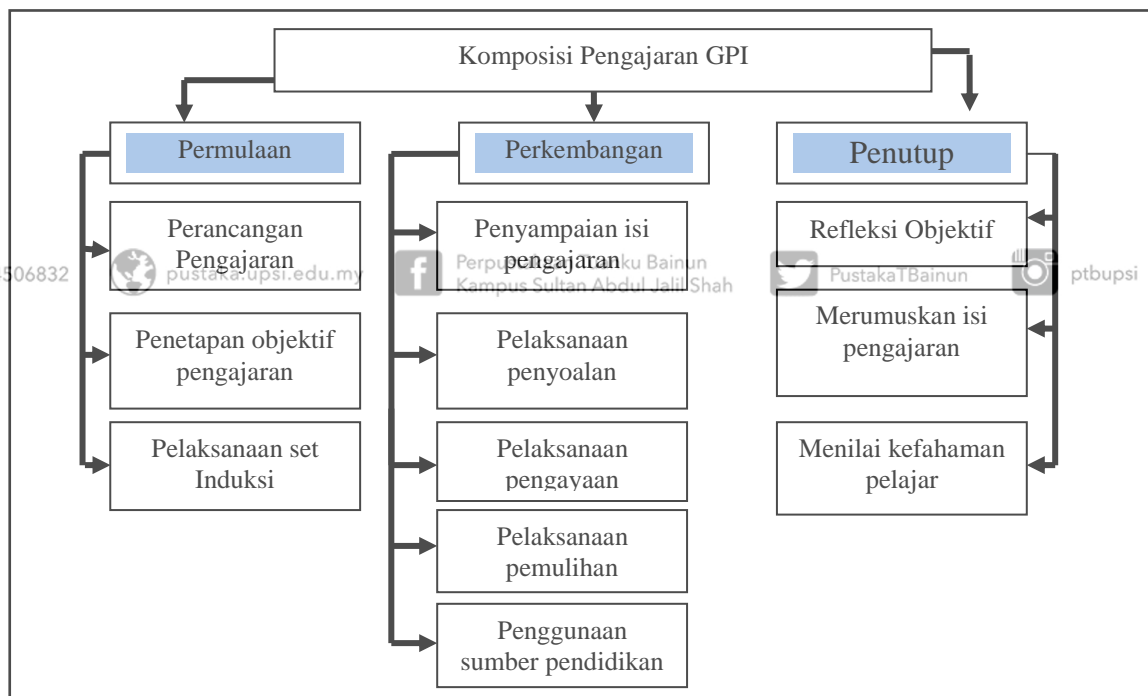 Komposisi Pengajaran GPI
Permulaan
Perancangan
Pengajaran
Penetapan objektif
pengajaran
Pelaksanaan set
Induksi
Perkembangan
Penyampaian isi
pengajaran
Pelaksanaan
penyoalan
Pelaksanaan
pengayaan
Pelaksanaan
pemulihan
Penggunaan
sumber pendidikan
Penutup
Refleksi Objektif
Merumuskan isi
pengajaran
Menilai kefahaman
pelajar
506832
pustaka.upsi.edu.my
Perpustakaan Tuanku Bainun
Kampus Sultan Abdul Jalil Shah
PustakaTBainun
ptbupsi